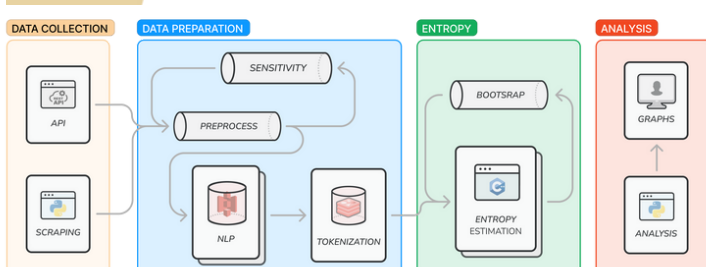 DATA COLLECTION
DATA PREPARATION
ENTROPY
ANALYSIS
API
SCRAPING
SENSITIVITY
PREPROCESS
NLP
TOKENIZATION
BOOTSRAP
ENTROPY
ESTIMATION
GRAPHS
ANALYSIS